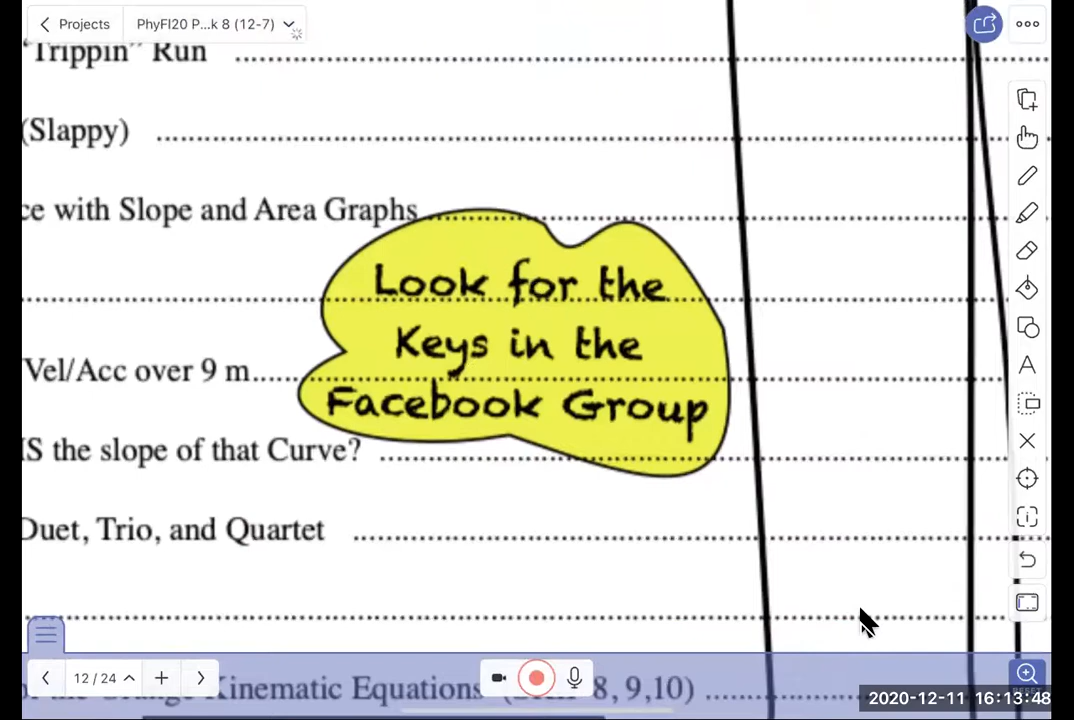 Projects
PhyFl20 P...k 8 (12-7)
"Trippin" Run
(Slappy)
with Slope and Area Graphs
Look for the
Keys in the
Facebook Group
Vel/Acc over 9 m
IS the slope of that Curve?
Duet, Trio, and Quartet
12 / 24
Kinematic Equations 8, 9,10)
2020-12-11 16:13:48